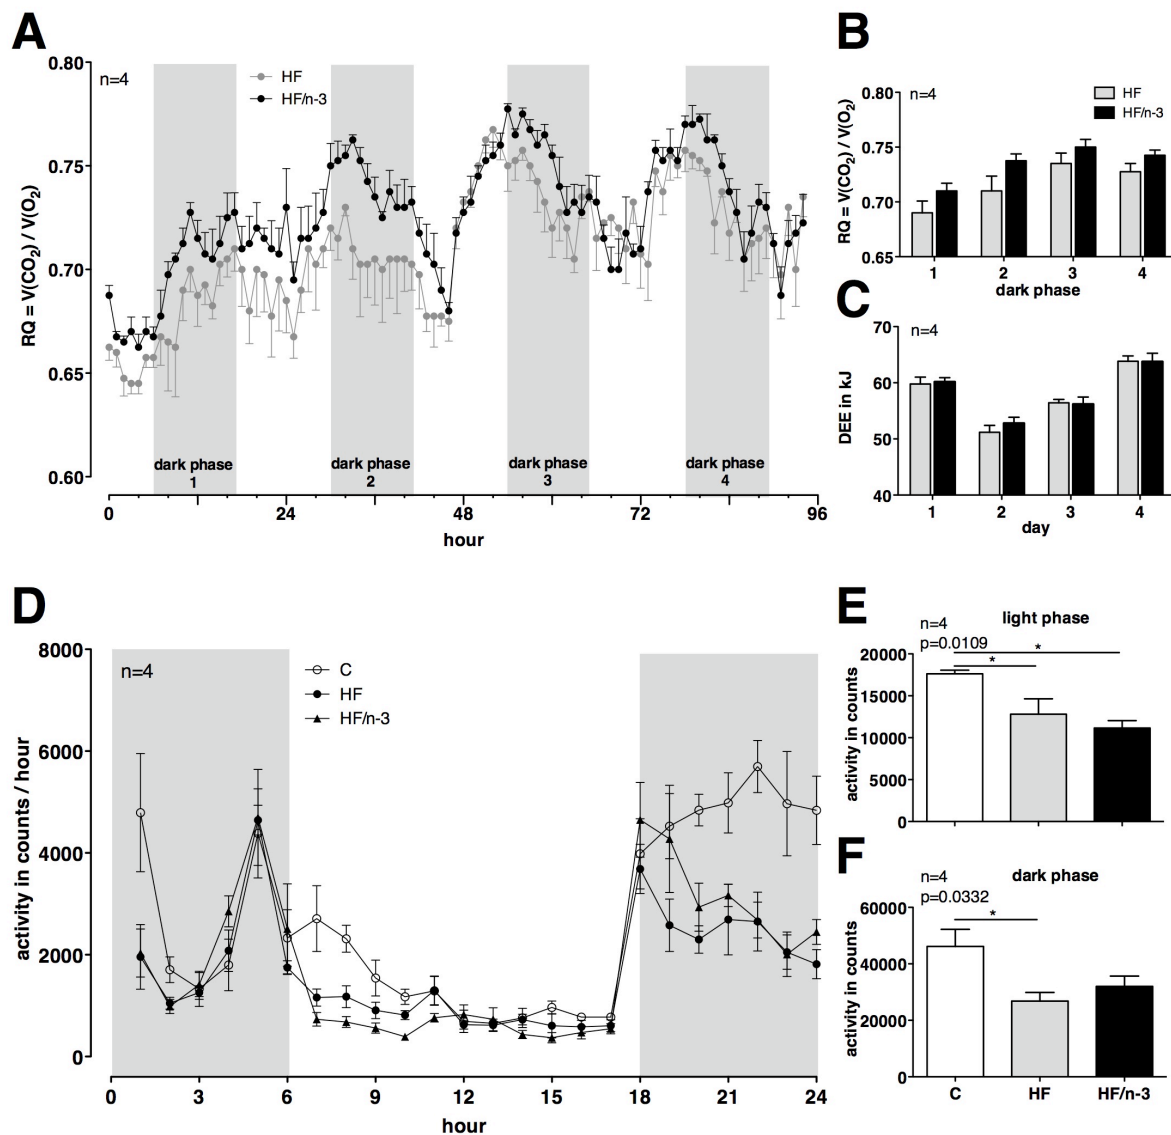 A
RQ = V(CO2) / V(O2)
0.80
0.75
0.70
0.65
0.60
n=4
HF
HF/n-3
dark phase
1
dark phase
2
dark phase
3
dark phase
4
0 24 48 72 96
hour
B
RQ = V(CO2) / V(O2)
0.80
0.75
0.70
0.65
n=4
HF
HF/n-3
1 2 3 4
dark phase
C
DEE in kJ
70
60
50
40
n=4
1 2 3 4
day
D
activity in counts / hour
8000
6000
4000
2000
0
n=4
C
HF
HF/n-3
0 3 6 9 12 15 18 21 24
hour
E
light phase
n=4
p=0.0109
activity in counts
20000
15000
10000
5000
0
*
*
F
dark phase
n=4
p=0.0332
activity in counts
60000
40000
20000
0
*
C HF HF/n-3